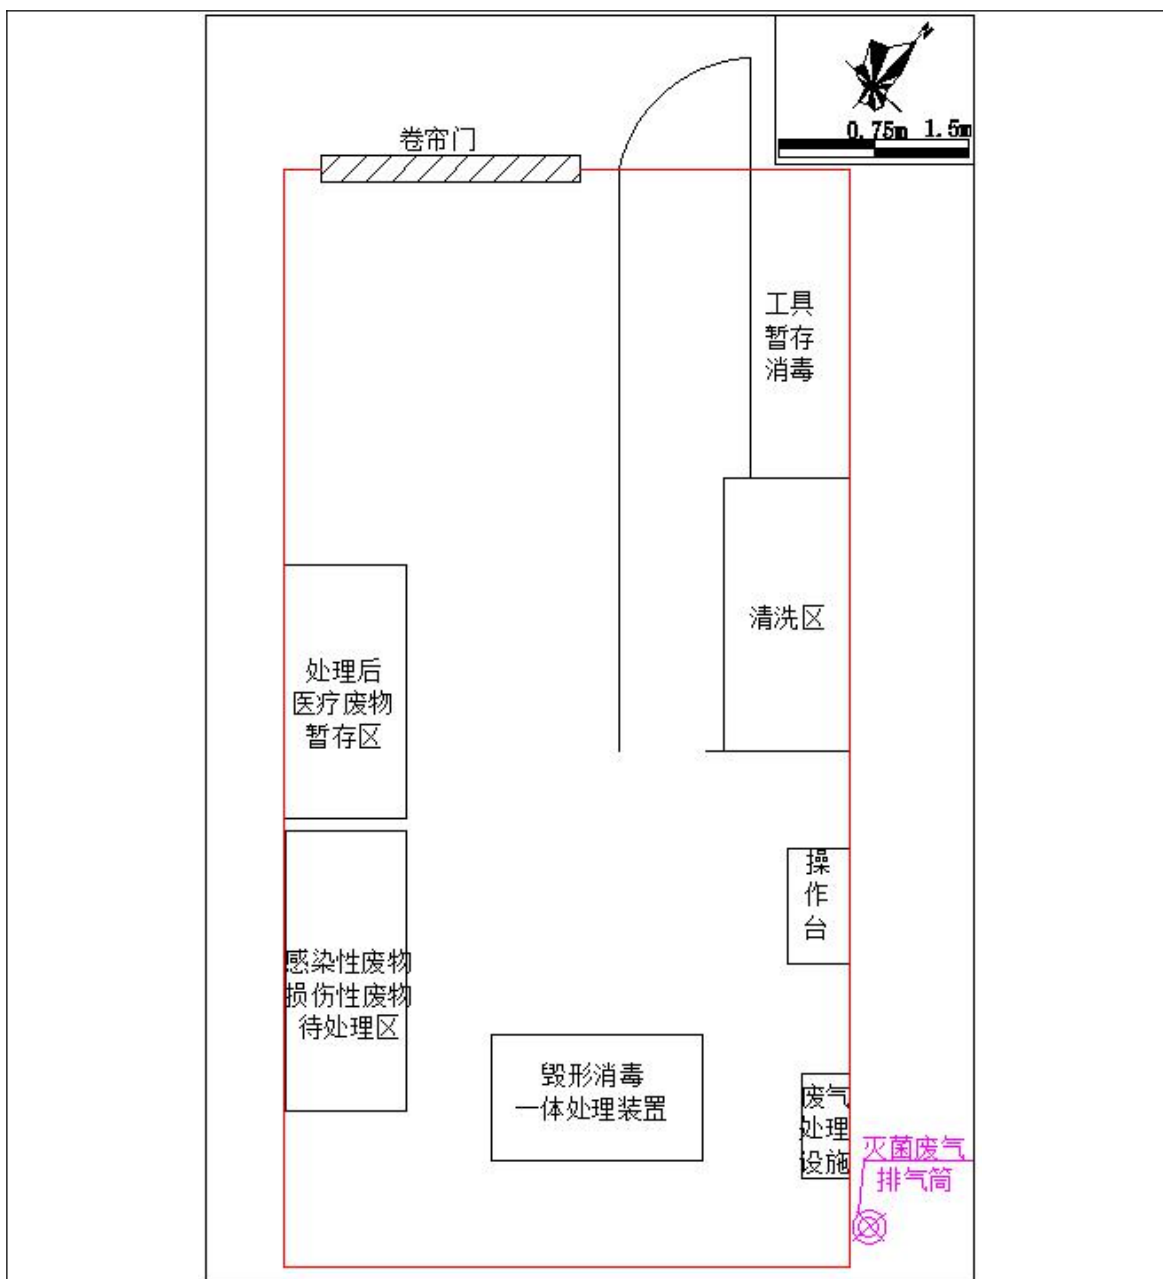 N
0.75m 1.5m
卷帘门
工具
暂存
消毒
清洗区
处理后
医疗废物
暂存区
操
作
台
感染性废物
损伤性废物
待处理区
毁形消毒
一体处理装置
废气
处理
设施
灭菌废气
排气筒